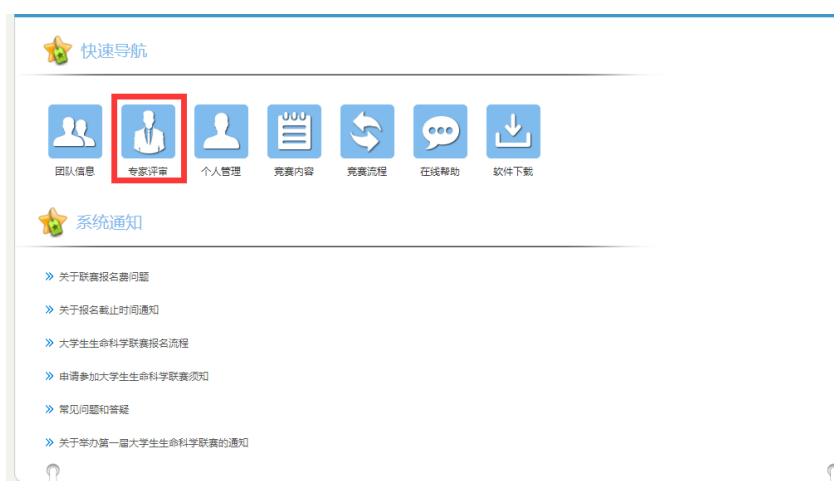 快速导航
团队信息 专家评审 个人管理 竞赛内容 竞赛流程 在线帮助 软件下载
系统通知
关于联赛报名费问题
关于报名截止时间通知
大学生生命科学联赛报名流程
申请参加大学生生命科学联赛须知
常见问题和答疑
关于举办第一届大学生生命科学联赛的通知